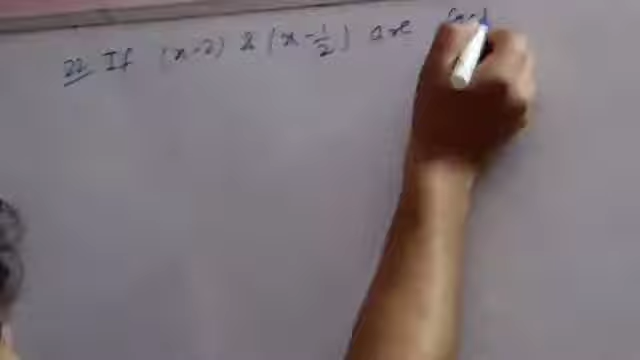 22 If (x-2) & (x-1/2) are